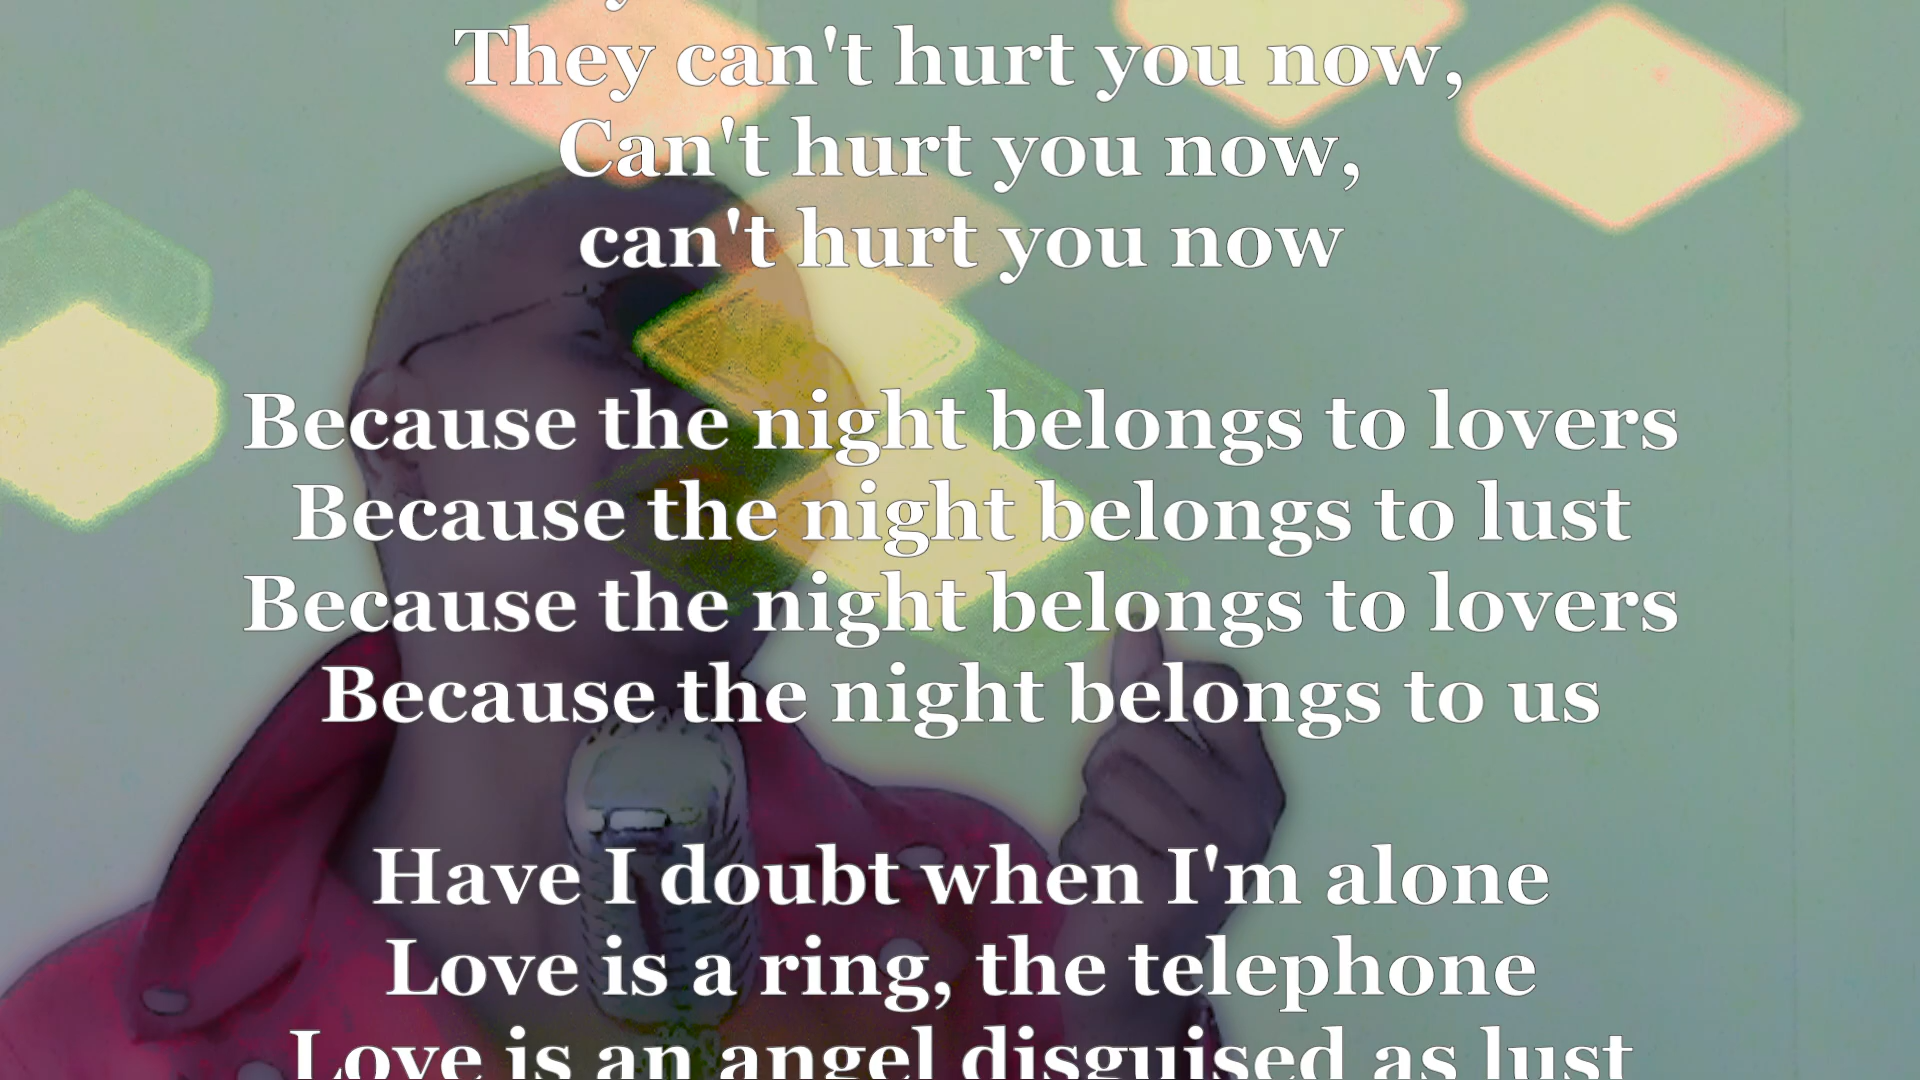 They can't hurt you now,
Can't hurt you now,
can't hurt you now
Because the night belongs to lovers
Because the night belongs to lust
Because the night belongs to lovers
Because the night belongs to us
Have I doubt when I'm alone
Love is a ring, the telephone
Love is an angel disguised as lust